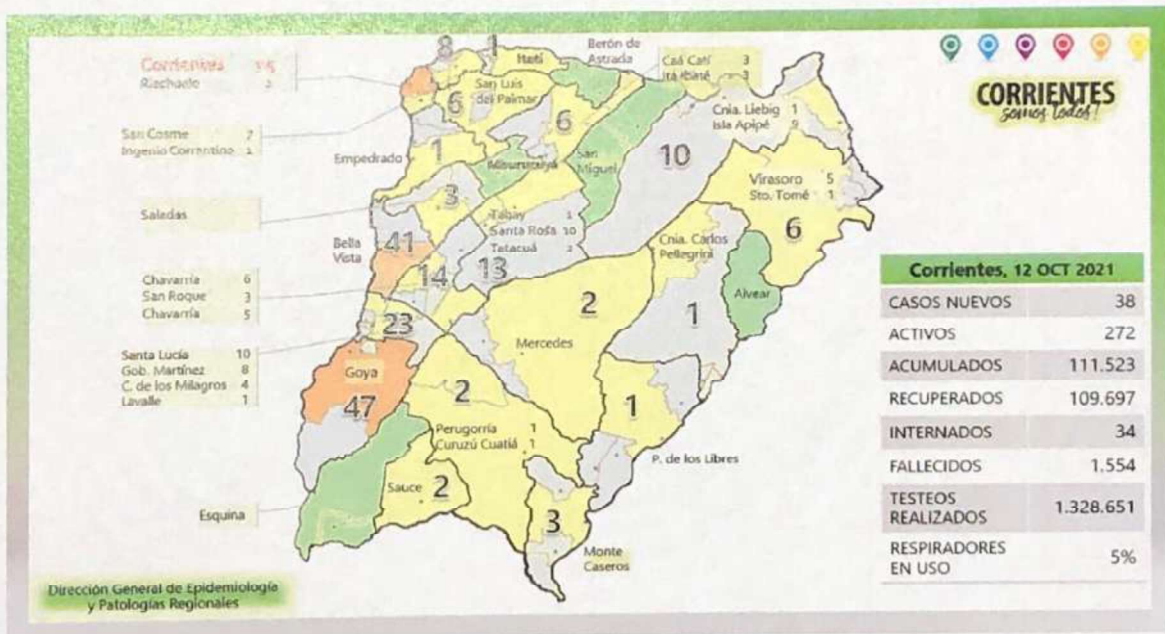 Corrientes
Riachuelo
San Cosme 7
Ingenio Correntino 1
Saladas
Chavarría 6
San Roque 3
Chavarría 5
Santa Lucía 10
Gob. Martínez 8
C. de los Milagros 4
Lavalle 1
Esquina
8
1
Itatí
Berón de
Astrada
Caá Catí 3
Itá Ibaté 3
San Luis
del Palmar
6
6
Empedrado
1
Mburucuyá
San
Miguel
10
Cnia. Liebig 1
Isla Apipé 9
Virasoro 5
Sto. Tomé 1
6
3
Bella
Vista
41
Tabay 1
Santa Rosa 10
Tatacuá 2
13
14
Cnia. Carlos
Pellegrini
1
Alvear
2
Mercedes
23
Goya
47
2
Perugorría 1
Curuzú Cuatiá 1
1
P. de los Libres
Sauce 2
3
Monte
Caseros
CORRIENTES
somos todos!
Corrientes, 12 OCT 2021
CASOS NUEVOS 38
ACTIVOS 272
ACUMULADOS 111.523
RECUPERADOS 109.697
INTERNADOS 34
FALLECIDOS 1.554
TESTEOS
REALIZADOS 1.328.651
RESPIRADORES
EN USO 5%
Dirección General de Epidemiología
y Patologías Regionales